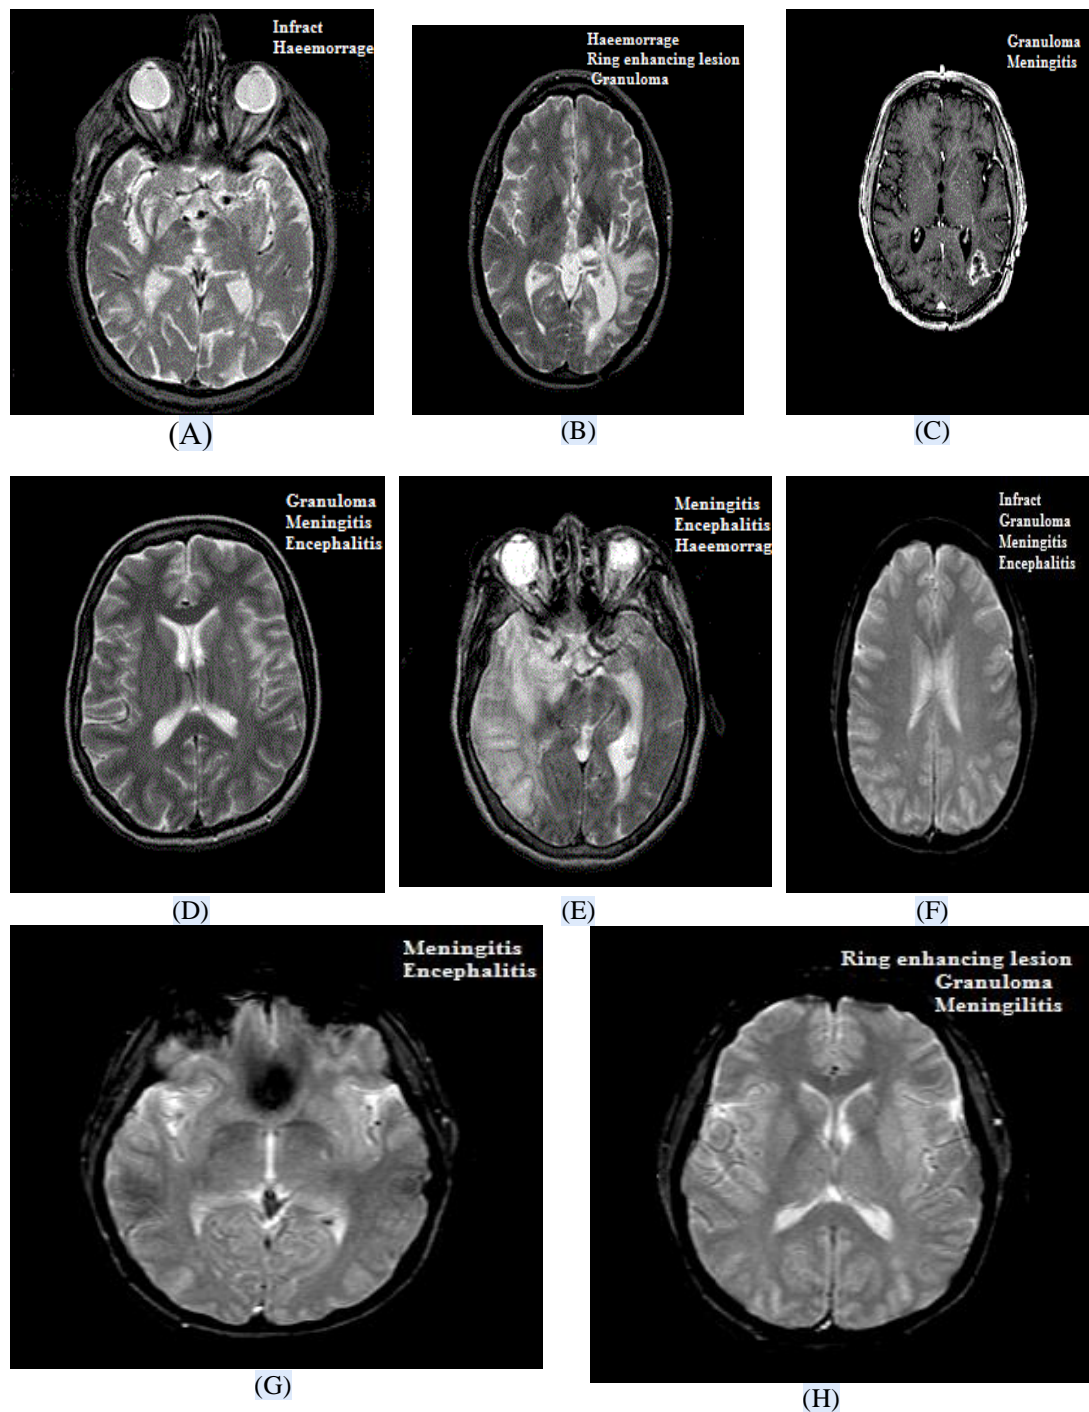 Infract
Haeemorrage
(A)
Haeemorrage
Ring enhancing lesion
Granuloma
(B)
Granuloma
Meningitis
(C)
Granuloma
Meningitis
Encephalitis
(D)
Meningitis
Encephalitis
Haeemorrag
(E)
Infract
Granuloma
Meningitis
Encephalitis
(F)
Meningitis
Encephalitis
(G)
Ring enhancing lesion
Granuloma
Meningilitis
(H)